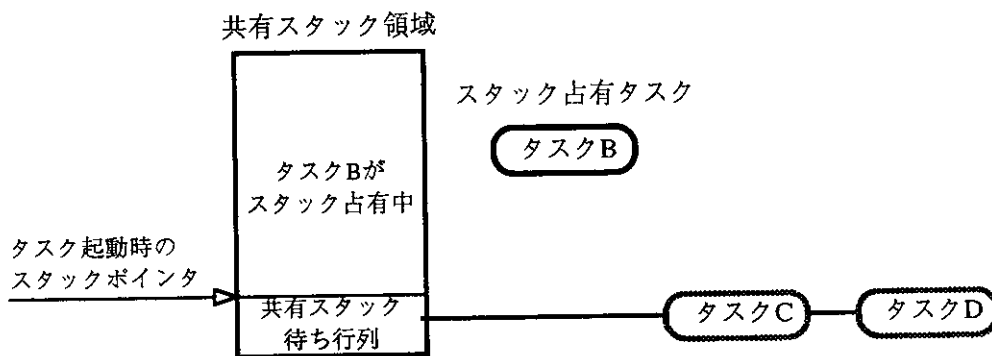 共有スタック領域
スタック占有タスク
タスクB
タスクBが
スタック占有中
タスク起動時の
スタックポインタ
共有スタック
待ち行列
タスクC
タスクD